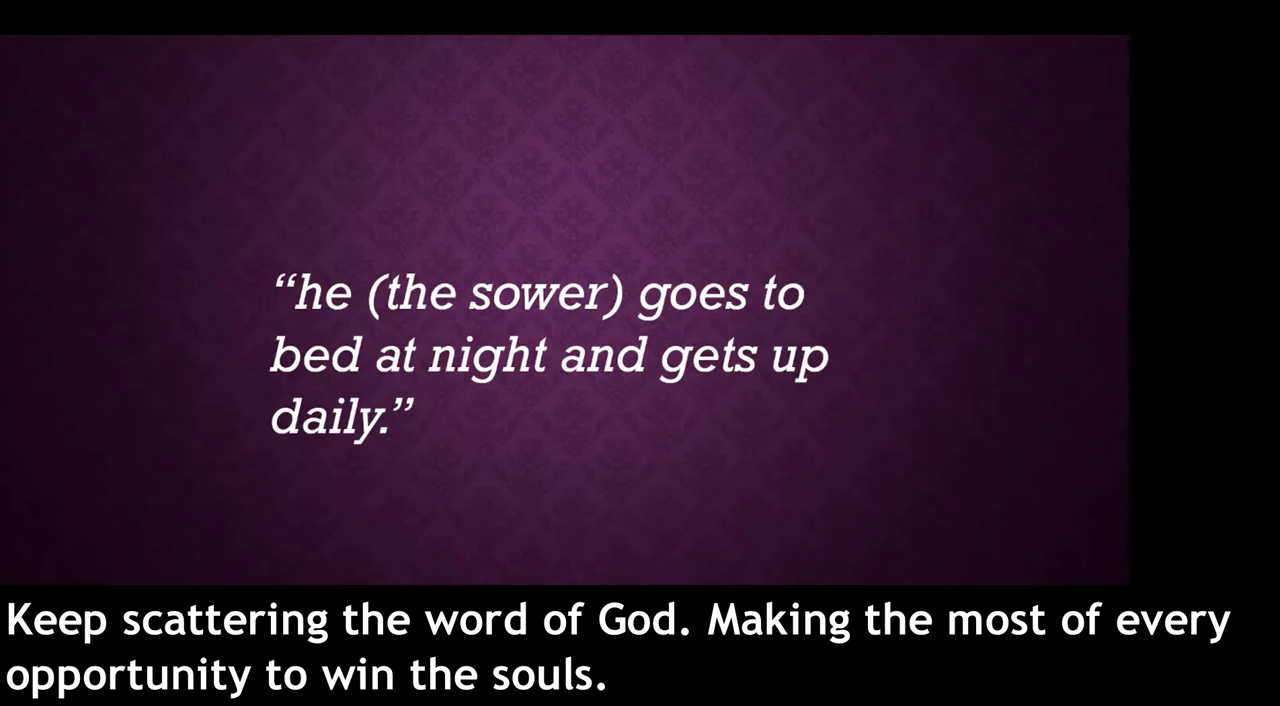 “he (the sower) goes to
bed at night and gets up
daily.”
Keep scattering the word of God. Making the most of every
opportunity to win the souls.